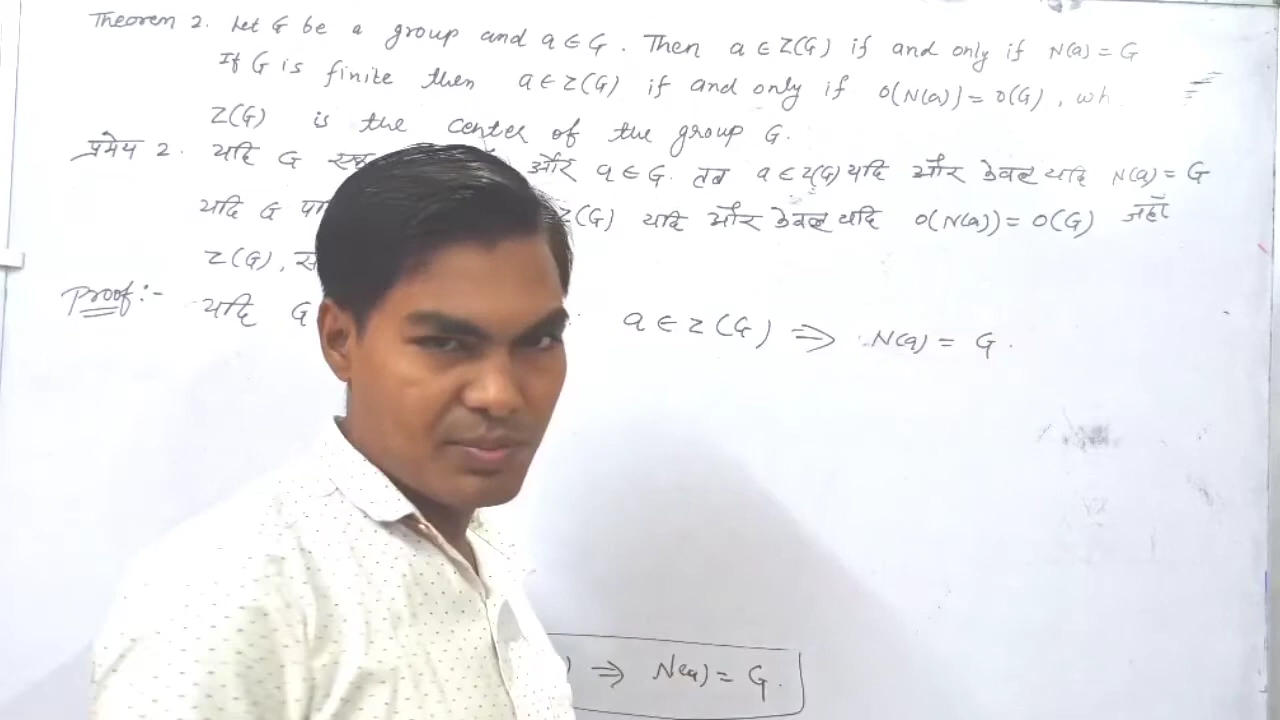 Theorem 2. Let G be a group and a ∈ G. Then a ∈ Z(G) if and only if N(a) = G
If G is finite then a ∈ Z(G) if and only if O(N(a)) = O(G), wh
Z(G) is the center of the group G.
प्रमेय 2. यदि G और a ∈ G. तब a ∈ Z(G) यदि और केवल यदि N(a) = G
यदि G Z(G) यदि और केवल यदि O(N(a)) = O(G) जहाँ
Z(G),
Proof:- यदि G a ∈ Z(G) ⇒ N(a) = G.
) ⇒ N(a) = G.